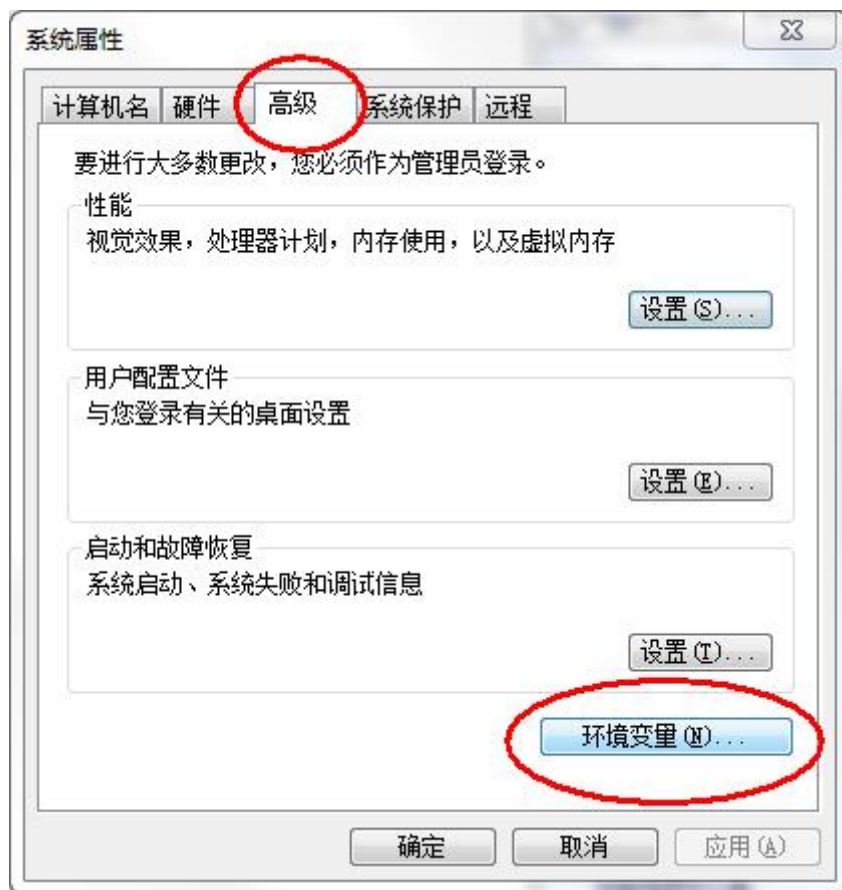 系统属性
计算机名 硬件 高级 系统保护 远程
要进行大多数更改，您必须作为管理员登录。
性能
视觉效果，处理器计划，内存使用，以及虚拟内存
设置(S)...
用户配置文件
与您登录有关的桌面设置
设置(E)...
启动和故障恢复
系统启动、系统失败和调试信息
设置(T)...
环境变量(N)...
确定 取消 应用(A)